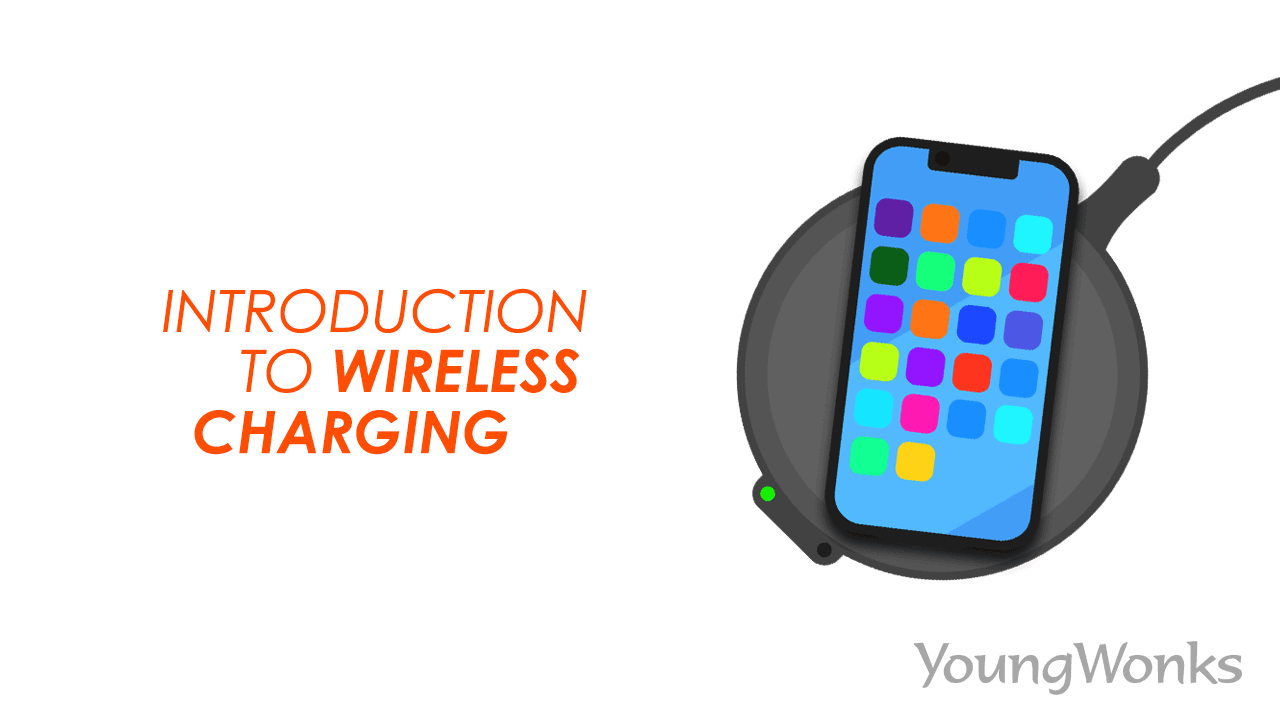 INTRODUCTION
TO WIRELESS
CHARGING
YoungWonks